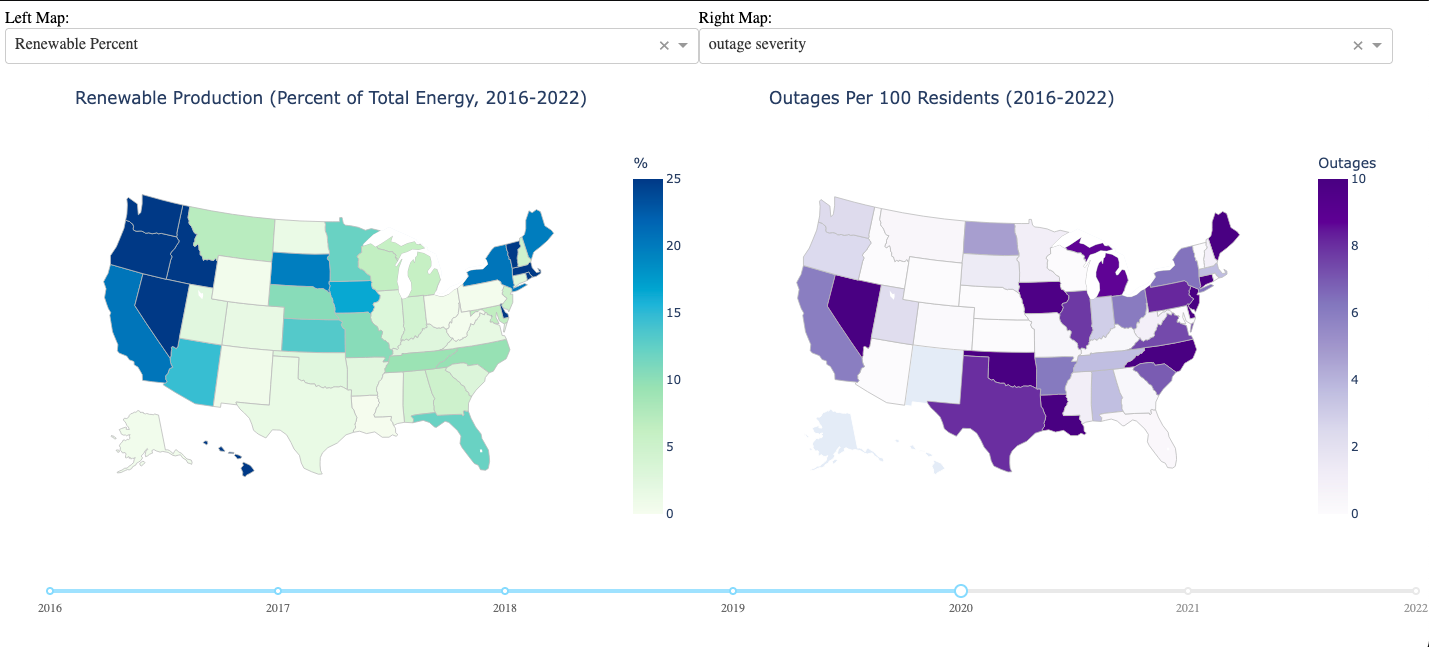 Left Map:
Renewable Percent
Right Map:
outage severity
Renewable Production (Percent of Total Energy, 2016-2022)
%
25
20
15
10
5
0
Outages Per 100 Residents (2016-2022)
Outages
10
8
6
4
2
0
2016
2017
2018
2019
2020
2021
2022